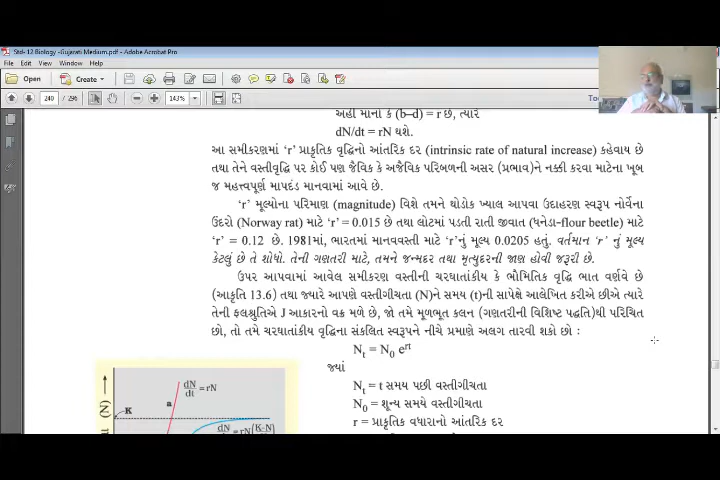 Std- 12 Biology -Gujarati Medium.pdf - Adobe Acrobat Pro
File Edit View Window Help
Open Create
240 / 296 143%
અહીં માનો કે (b–d) = r છે, ત્યારે
dN/dt = rN થશે.
આ સમીકરણમાં ‘r’ પ્રાકૃતિક વૃદ્ધિનો આંતરિક દર (intrinsic rate of natural increase) કહેવાય છે
તથા તેને વસ્તીવૃદ્ધિ પર કોઈ પણ જૈવિક કે અજૈવિક પરિબળની અસર (પ્રભાવ)ને નક્કી કરવા માટેના ખૂબ
જ મહત્ત્વપૂર્ણ માપદંડ માનવામાં આવે છે.
‘r’ મૂલ્યોના પરિમાણ (magnitude) વિશે તમને થોડોક ખ્યાલ આપવા ઉદાહરણ સ્વરૂપ નોર્વેના
ઉંદરો (Norway rat) માટે ‘r’ = 0.015 છે તથા લોટમાં પડતી રાતી જીવાત (ધનેડા-flour beetle) માટે
‘r’ = 0.12 છે. 1981માં, ભારતમાં માનવવસ્તી માટે ‘r’નું મૂલ્ય 0.0205 હતું. વર્તમાન ‘r’ નું મૂલ્ય
કેટલું છે તે શોધો. તેની ગણતરી માટે, તમને જન્મદર તથા મૃત્યુદરની જાણ હોવી જરૂરી છે.
ઉપર આપવામાં આવેલ સમીકરણ વસ્તીની ચરઘાતાંકીય કે ભૌમિતિક વૃદ્ધિ ભાત વર્ણવે છે
(આકૃતિ 13.6) તથા જ્યારે આપણે વસ્તીગીચતા (N)ને સમય (t)ની સાપેક્ષે આલેખિત કરીએ છીએ ત્યારે
તેની ફલશ્રુતિએ J આકારનો વક્ર મળે છે, જો તમે મૂળભૂત કલન (ગણતરીની વિશિષ્ટ પદ્ધતિ)થી પરિચિત
છો, તો તમે ચરઘાતાંકીય વૃદ્ધિના સંકલિત સ્વરૂપને નીચે પ્રમાણે અલગ તારવી શકો છો :
Nt = N0 e^rt
જ્યાં
Nt = t સમય પછી વસ્તીગીચતા
N0 = શૂન્ય સમયે વસ્તીગીચતા
r = પ્રાકૃતિક વધારાનો આંતરિક દર
dN/dt = rN
a
K
(N)
dN/dt = rN(K-N